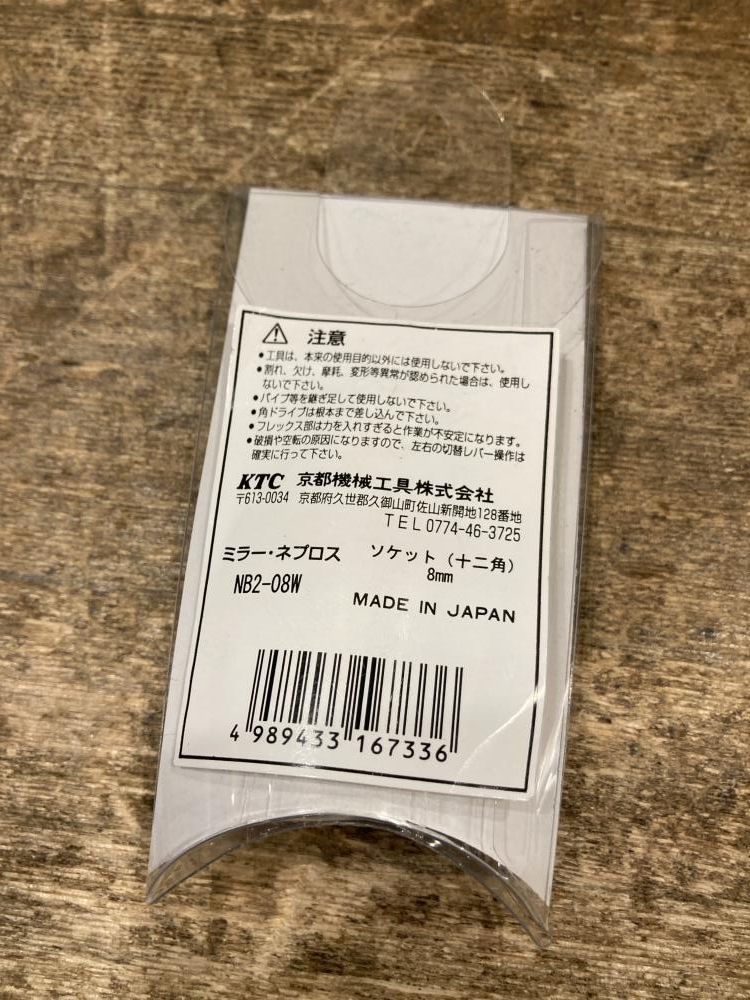 ⚠ 注意
●工具は、本来の使用目的以外には使用しないで下さい。
●割れ、欠け、摩耗、変形等異常が認められた場合は、使用し
ないで下さい。
●パイプ等を継ぎ足して使用しないで下さい。
●角ドライブは根本まで差し込んで下さい。
●フレックス部は力を入れすぎると作業が不安定になります。
●破損や空転の原因になりますので、左右の切替レバー操作は
確実に行って下さい。
KTC 京都機械工具株式会社
〒613-0034 京都府久世郡久御山町佐山新開地128番地
TEL 0774-46-3725
ミラー・ネプロス ソケット（十二角）
NB2-08W 8mm
MADE IN JAPAN
4 989433 167336